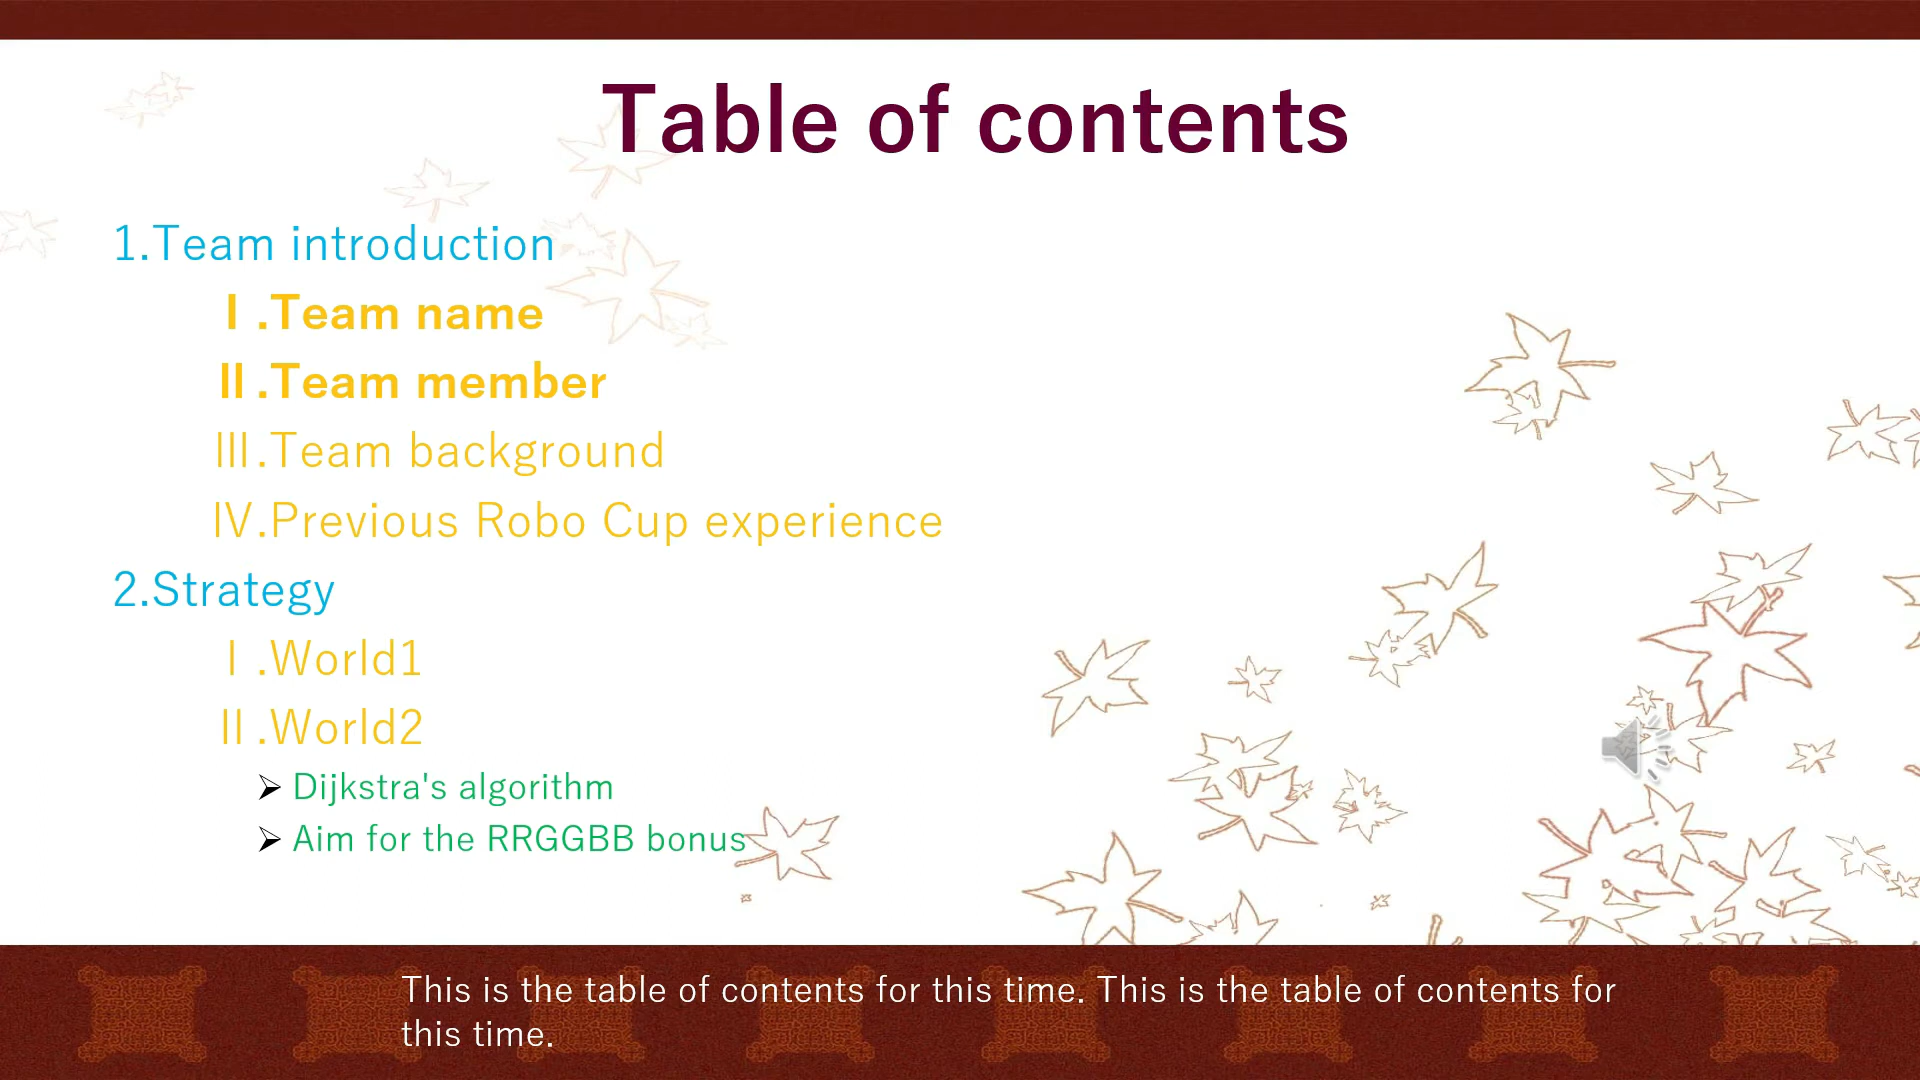 Table of contents
1.Team introduction
Ⅰ.Team name
Ⅱ.Team member
Ⅲ.Team background
Ⅳ.Previous Robo Cup experience
2.Strategy
Ⅰ.World1
Ⅱ.World2
➢ Dijkstra's algorithm
➢ Aim for the RRGGBB bonus
This is the table of contents for this time. This is the table of contents for
this time.